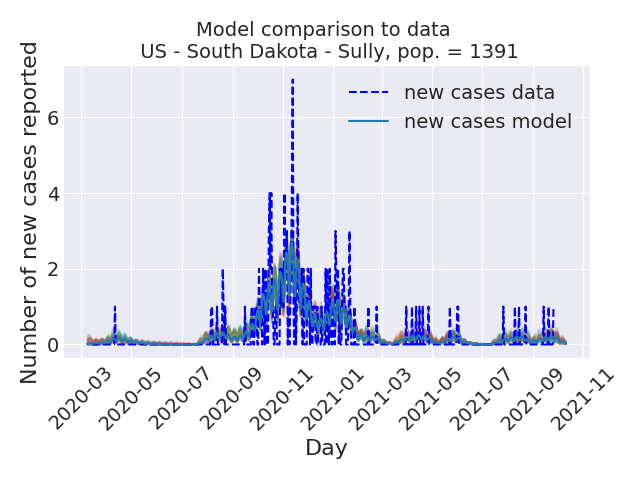 Model comparison to data
US - South Dakota - Sully, pop. = 1391
Number of new cases reported
6
4
2
0
new cases data
new cases model
2020-03
2020-05
2020-07
2020-09
2020-11
2021-01
2021-03
2021-05
2021-07
2021-09
2021-11
Day